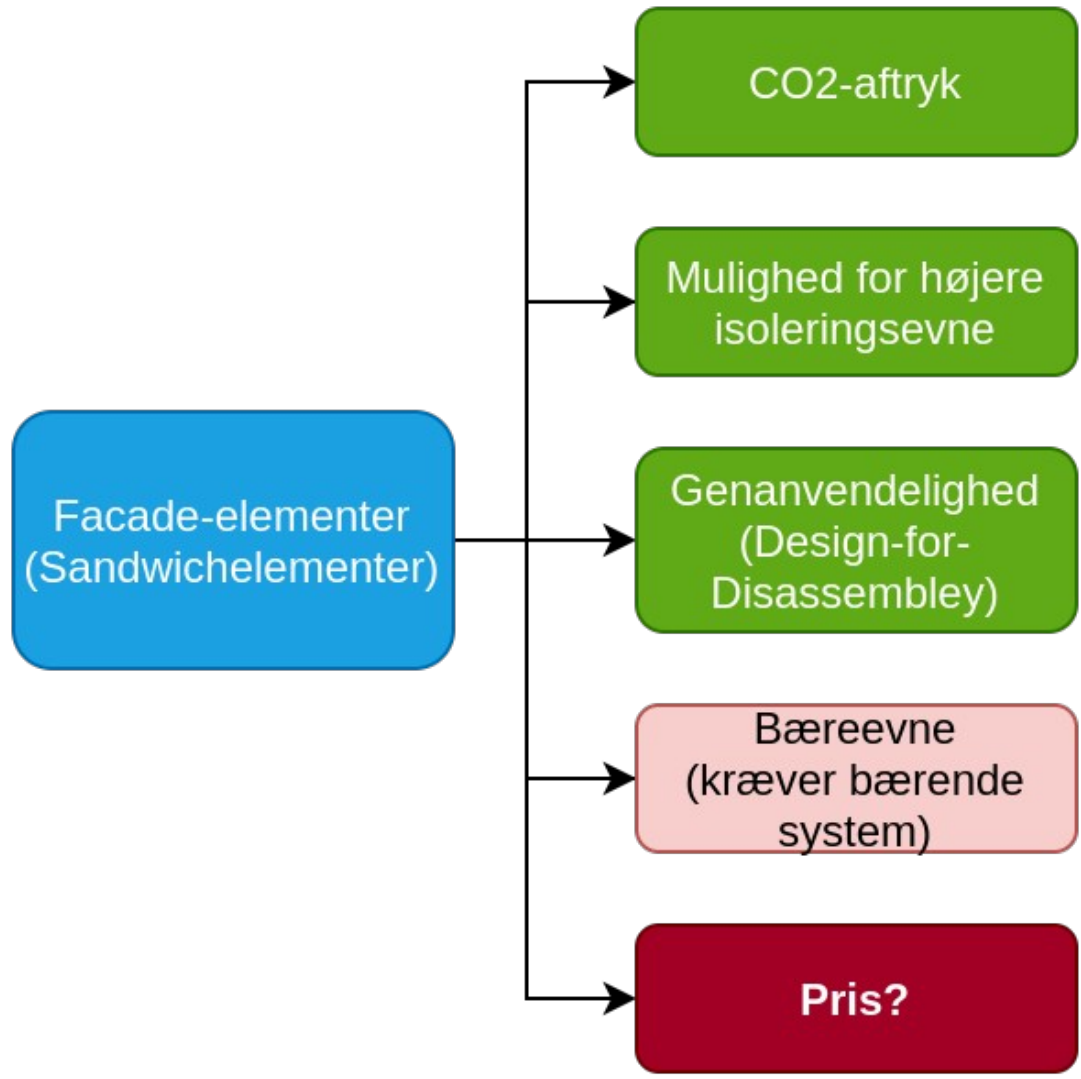 CO2-aftryk
Mulighed for højere
isoleringsevne
Facade-elementer
(Sandwichelementer)
Genanvendelighed
(Design-for-
Disassembley)
Bæreevne
(kræver bærende
system)
Pris?